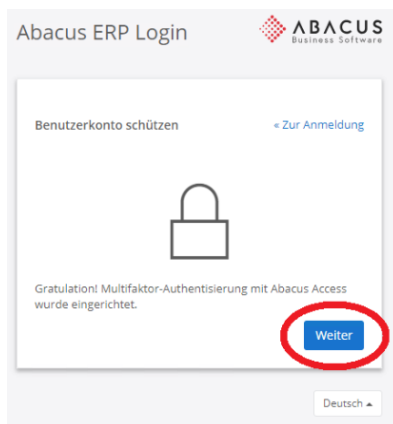 Abacus ERP Login
ABACUS
Business Software
Benutzerkonto schützen
« Zur Anmeldung
Gratulation! Multifaktor-Authentisierung mit Abacus Access
wurde eingerichtet.
Weiter
Deutsch